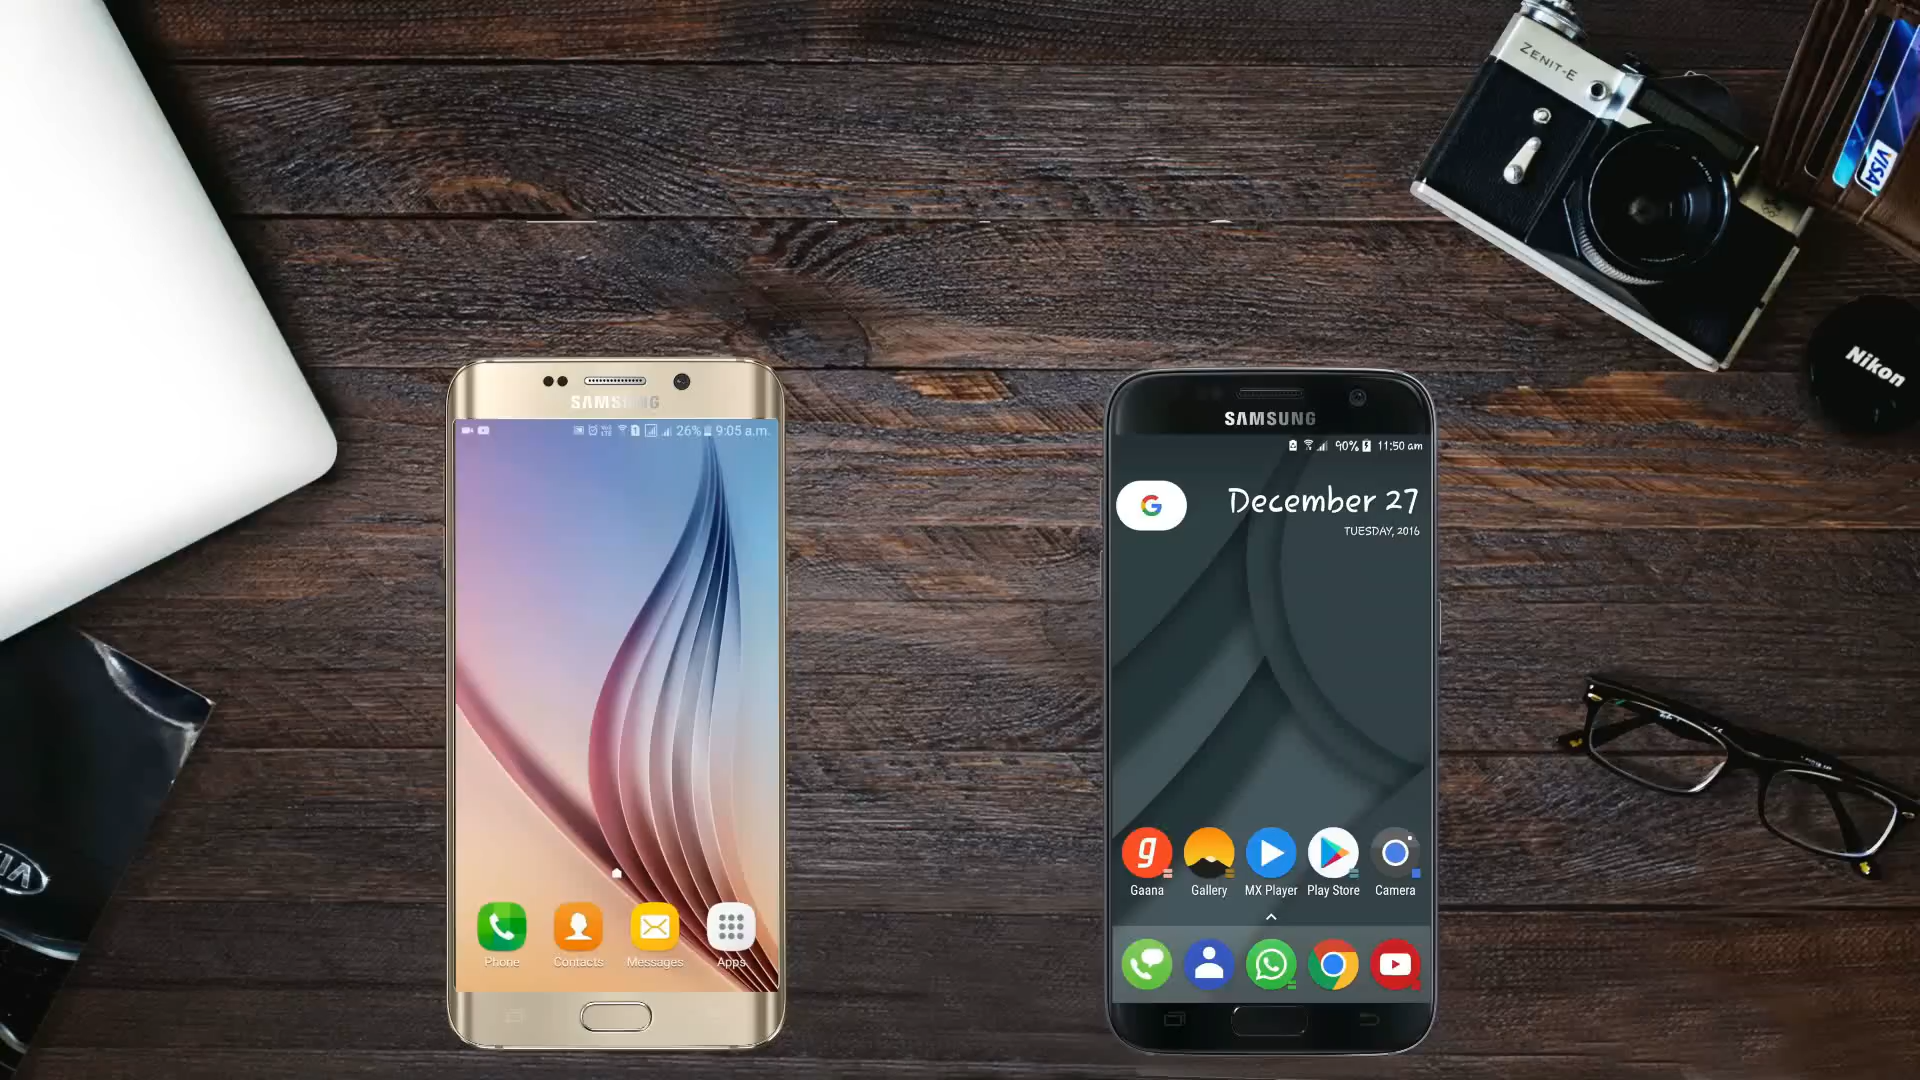 ZENIT-E
VISA
Nikon
SAMSUNG
26% 9:05 a.m.
Phone Contacts Messages Apps
SAMSUNG
90% 11:50 am
G
December 27
TUESDAY, 2016
g
Gaana Gallery MX Player Play Store Camera